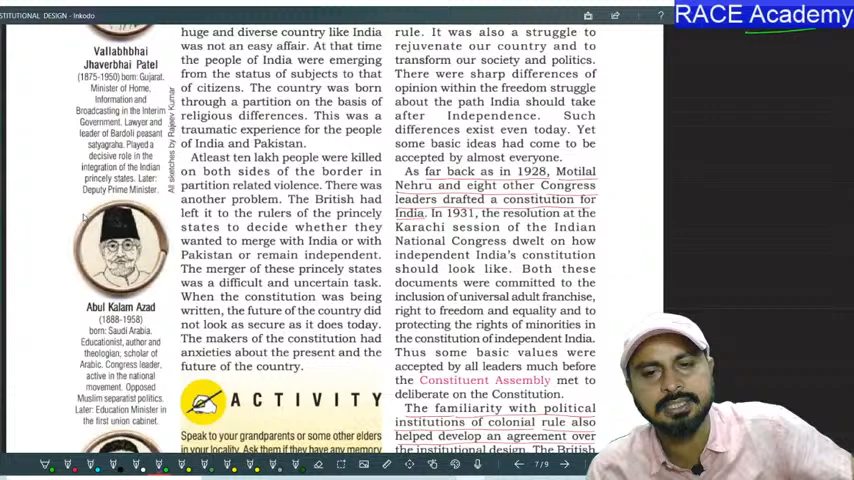 STITUTIONAL DESIGN - Inkodo
RACE Academy
Vallabhbhai
Jhaverbhai Patel
(1875-1950) born: Gujarat.
Minister of Home,
Information and
Broadcasting in the Interim
Government. Lawyer and
leader of Bardoli peasant
satyagraha. Played a
decisive role in the
integration of the Indian
princely states. Later:
Deputy Prime Minister.
All sketches by Rajeev Kumar
Abul Kalam Azad
(1888-1958)
born: Saudi Arabia.
Educationist, author and
theologian; scholar of
Arabic. Congress leader,
active in the national
movement. Opposed
Muslim separatist politics.
Later: Education Minister in
the first union cabinet.
huge and diverse country like India
was not an easy affair. At that time
the people of India were emerging
from the status of subjects to that
of citizens. The country was born
through a partition on the basis of
religious differences. This was a
traumatic experience for the people
of India and Pakistan.
Atleast ten lakh people were killed
on both sides of the border in
partition related violence. There was
another problem. The British had
left it to the rulers of the princely
states to decide whether they
wanted to merge with India or with
Pakistan or remain independent.
The merger of these princely states
was a difficult and uncertain task.
When the constitution was being
written, the future of the country did
not look as secure as it does today.
The makers of the constitution had
anxieties about the present and the
future of the country.
ACTIVITY
Speak to your grandparents or some other elders
in your locality. Ask them if they have any memory
rule. It was also a struggle to
rejuvenate our country and to
transform our society and politics.
There were sharp differences of
opinion within the freedom struggle
about the path India should take
after Independence. Such
differences exist even today. Yet
some basic ideas had come to be
accepted by almost everyone.
As far back as in 1928, Motilal
Nehru and eight other Congress
leaders drafted a constitution for
India. In 1931, the resolution at the
Karachi session of the Indian
National Congress dwelt on how
independent India's constitution
should look like. Both these
documents were committed to the
inclusion of universal adult franchise,
right to freedom and equality and to
protecting the rights of minorities in
the constitution of independent India.
Thus some basic values were
accepted by all leaders much before
the Constituent Assembly met to
deliberate on the Constitution.
The familiarity with political
institutions of colonial rule also
helped develop an agreement over
the institutional design. The British
7/9